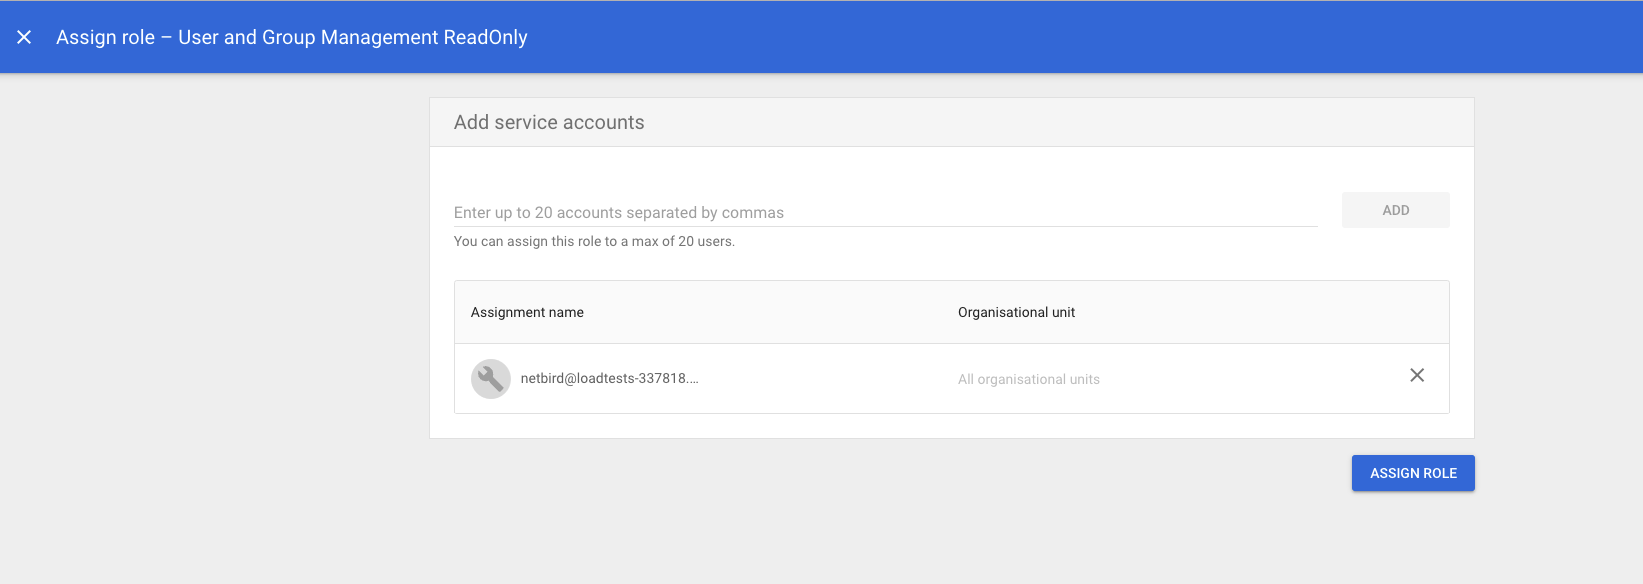 Assign role – User and Group Management ReadOnly
Add service accounts
Enter up to 20 accounts separated by commas
ADD
You can assign this role to a max of 20 users.
Assignment name
Organisational unit
netbird@loadtests-337818.…
All organisational units
ASSIGN ROLE